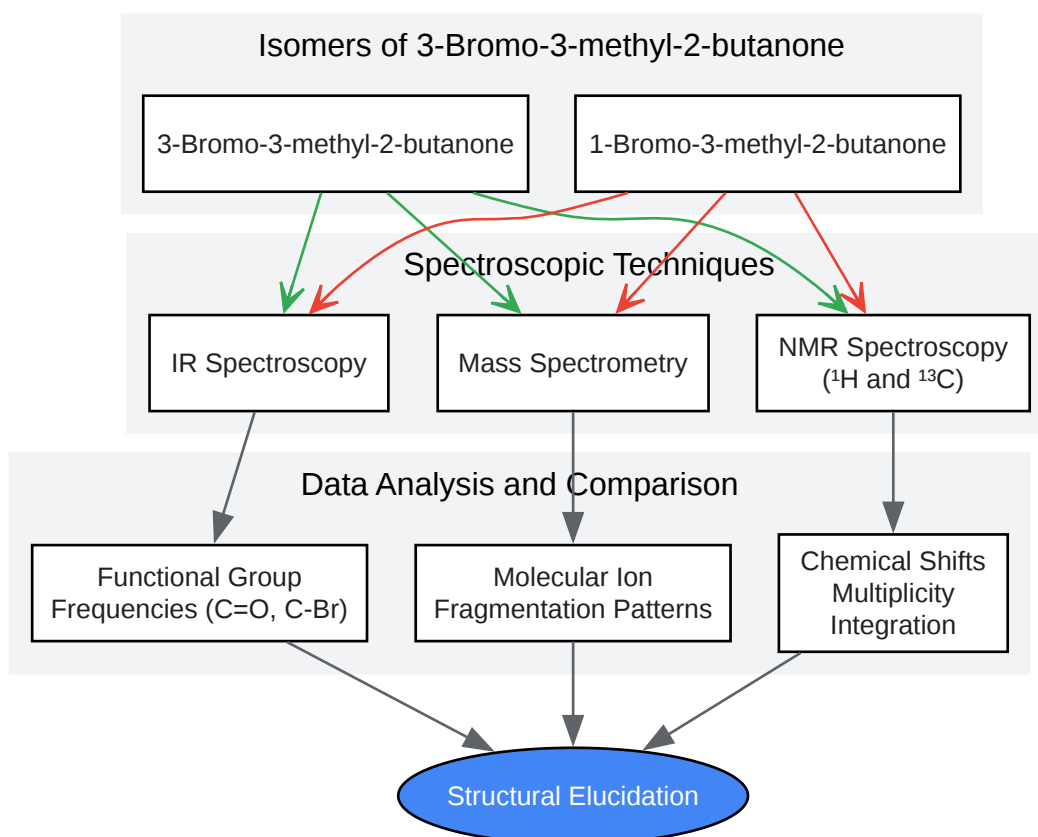 Isomers of 3-Bromo-3-methyl-2-butanone
3-Bromo-3-methyl-2-butanone
1-Bromo-3-methyl-2-butanone
Spectroscopic Techniques
IR Spectroscopy
Mass Spectrometry
NMR Spectroscopy
(¹H and ¹³C)
Data Analysis and Comparison
Functional Group
Frequencies (C=O, C-Br)
Molecular Ion
Fragmentation Patterns
Chemical Shifts
Multiplicity
Integration
Structural Elucidation